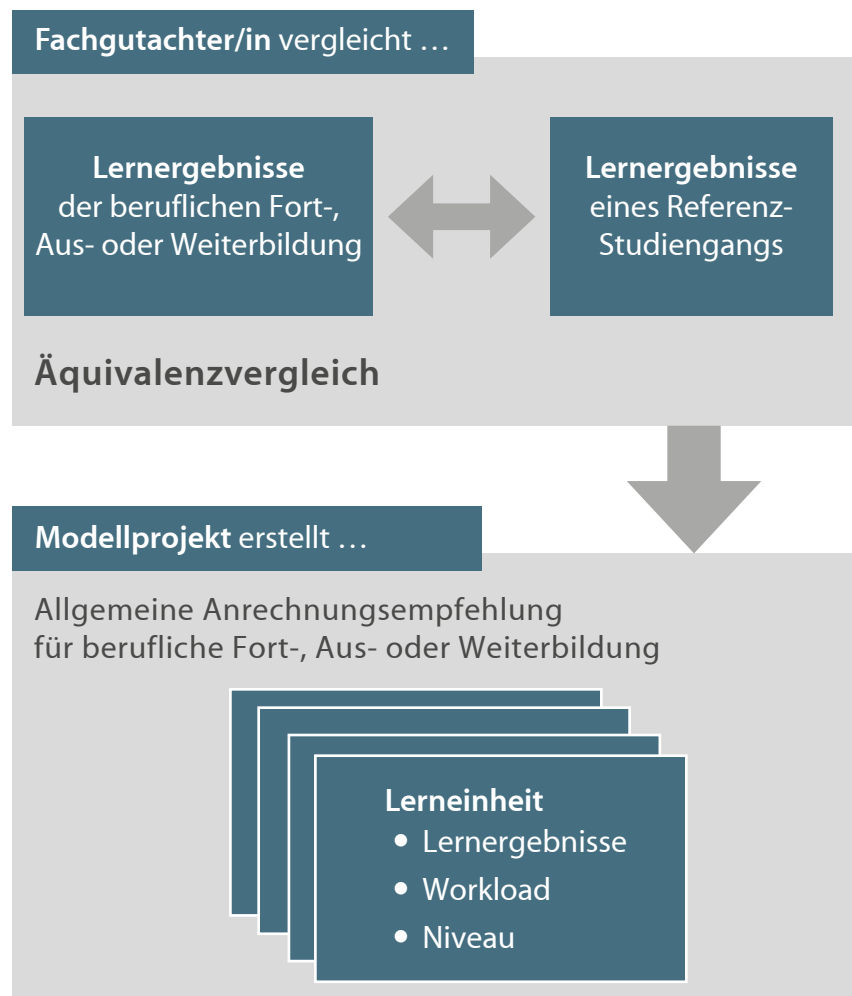 Fachgutachter/in vergleicht …
Lernergebnisse
der beruflichen Fort-,
Aus- oder Weiterbildung
Lernergebnisse
eines Referenz-
Studiengangs
Äquivalenzvergleich
Modellprojekt erstellt …
Allgemeine Anrechnungsempfehlung
für berufliche Fort-, Aus- oder Weiterbildung
Lerneinheit
• Lernergebnisse
• Workload
• Niveau